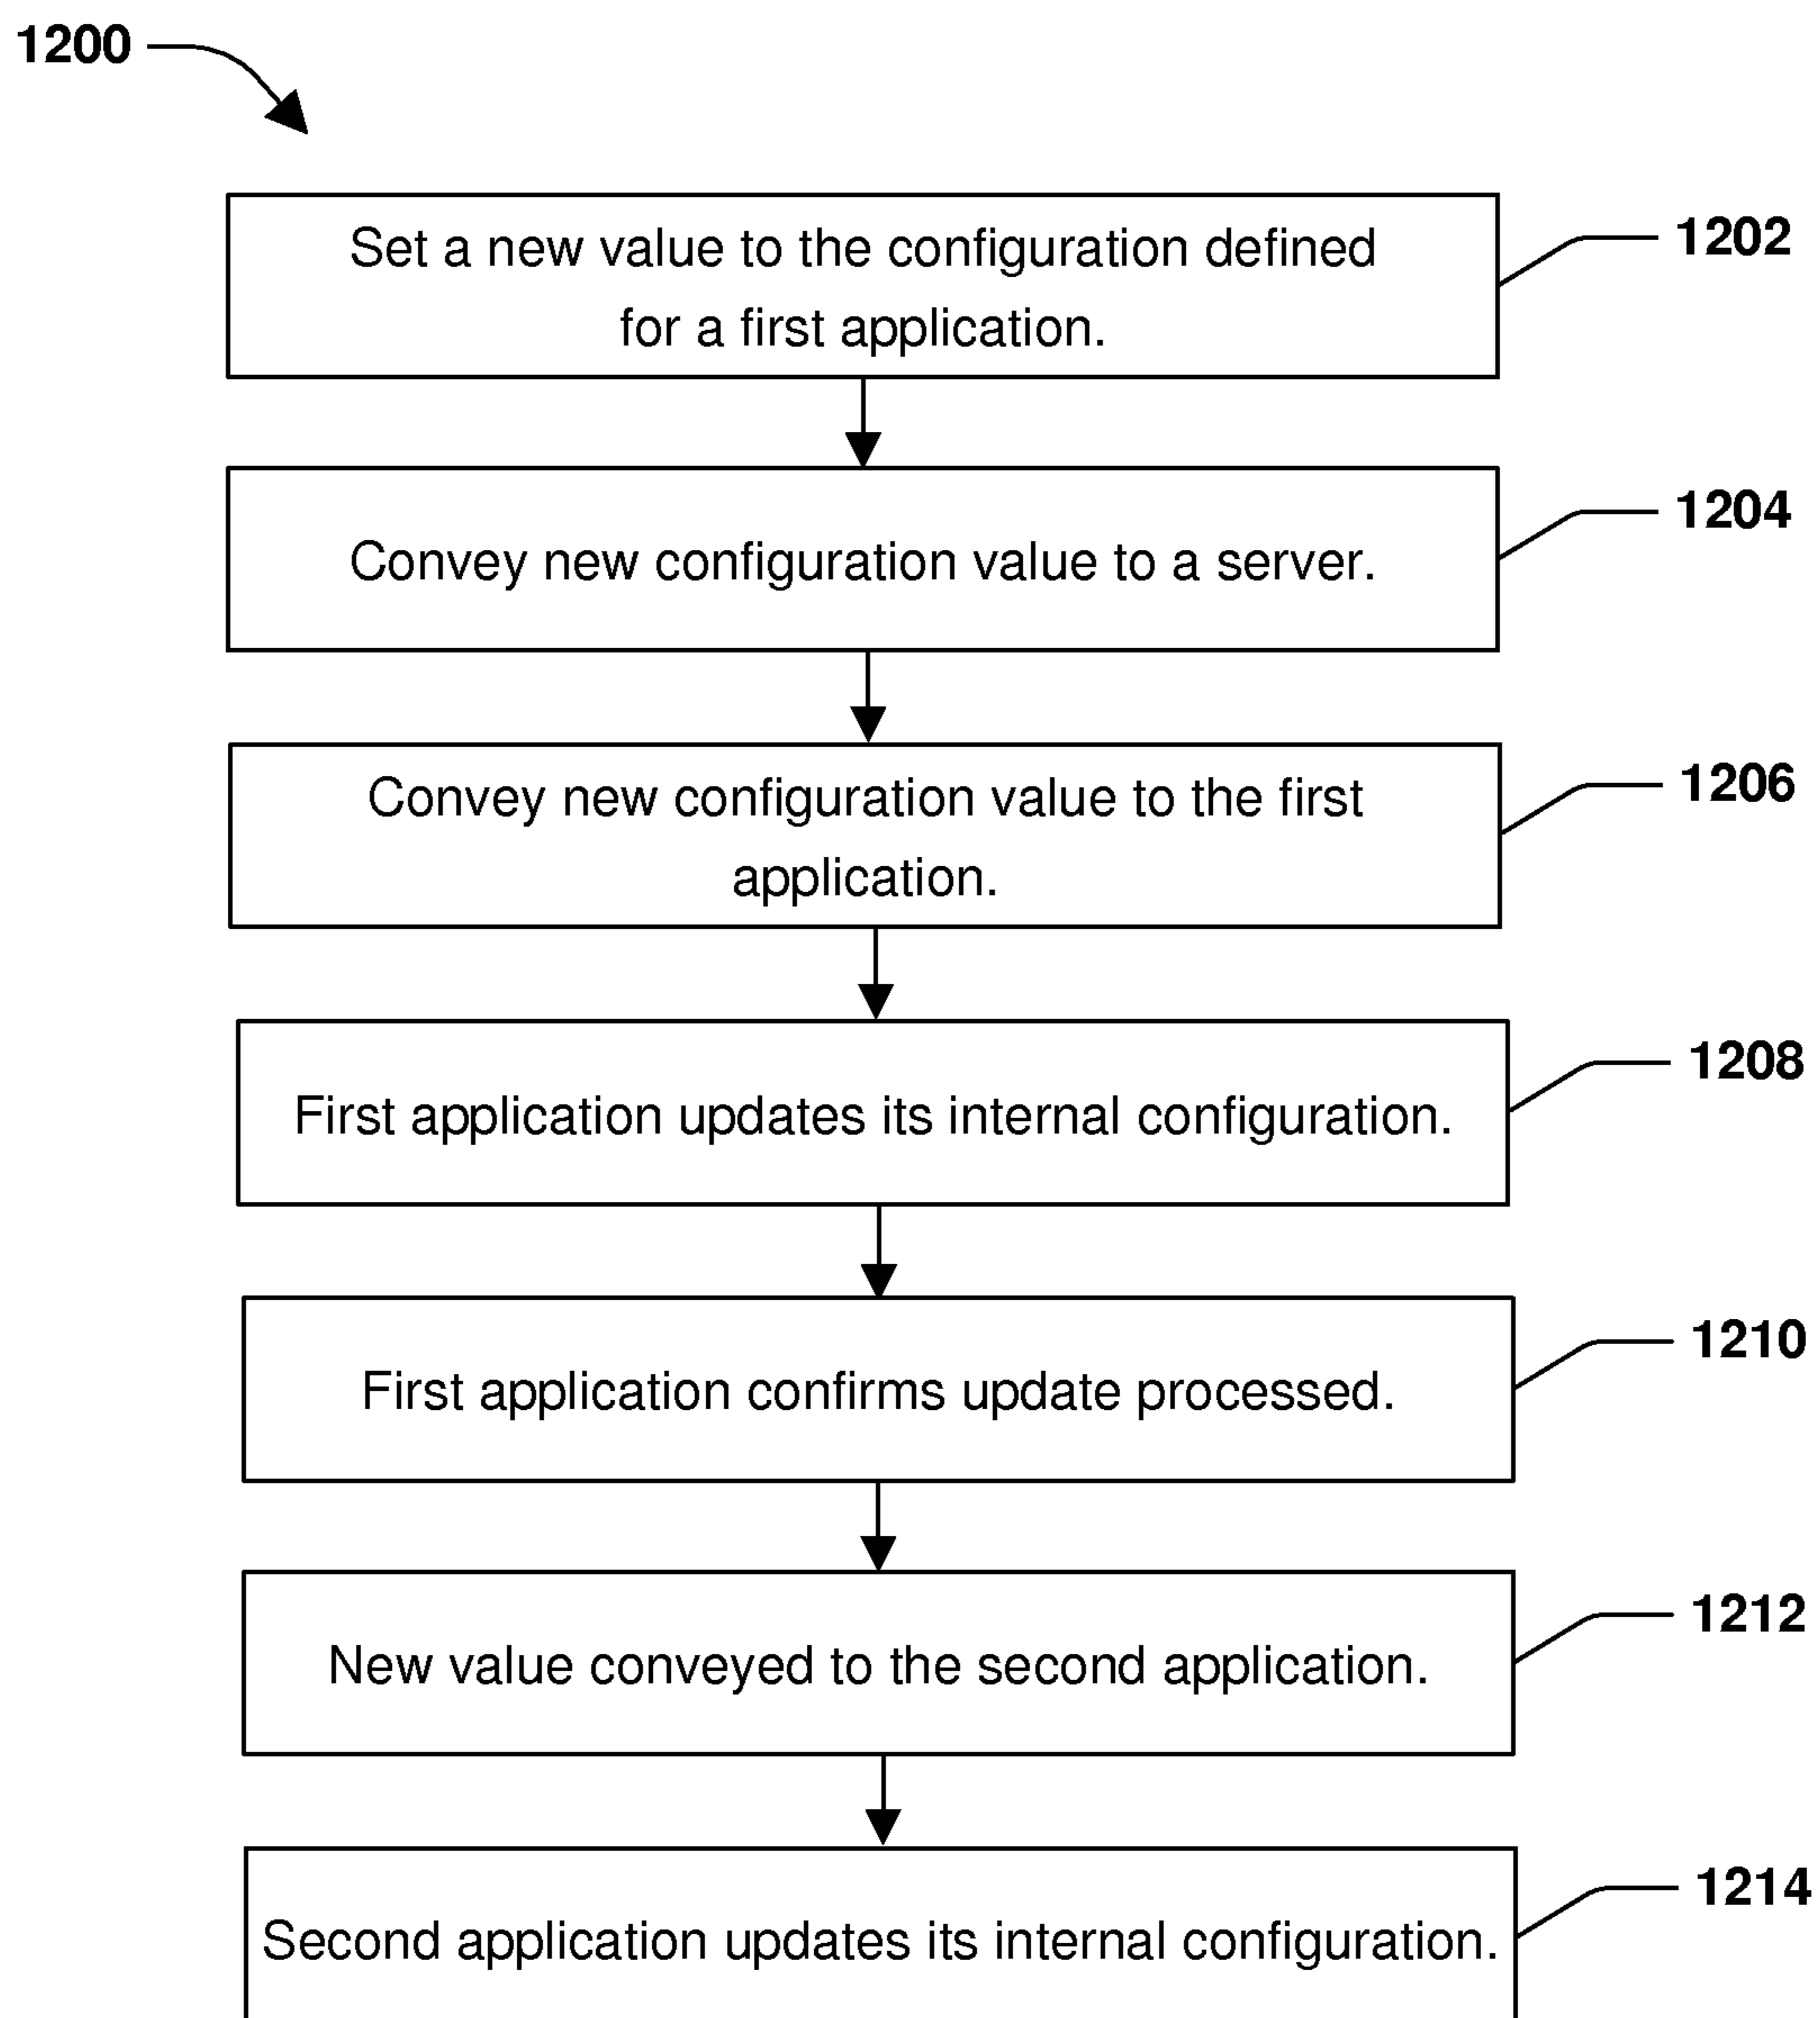 1200
Set a new value to the configuration defined
for a first application.
1202
Convey new configuration value to a server.
1204
Convey new configuration value to the first
application.
1206
First application updates its internal configuration.
1208
First application confirms update processed.
1210
New value conveyed to the second application.
1212
Second application updates its internal configuration.
1214